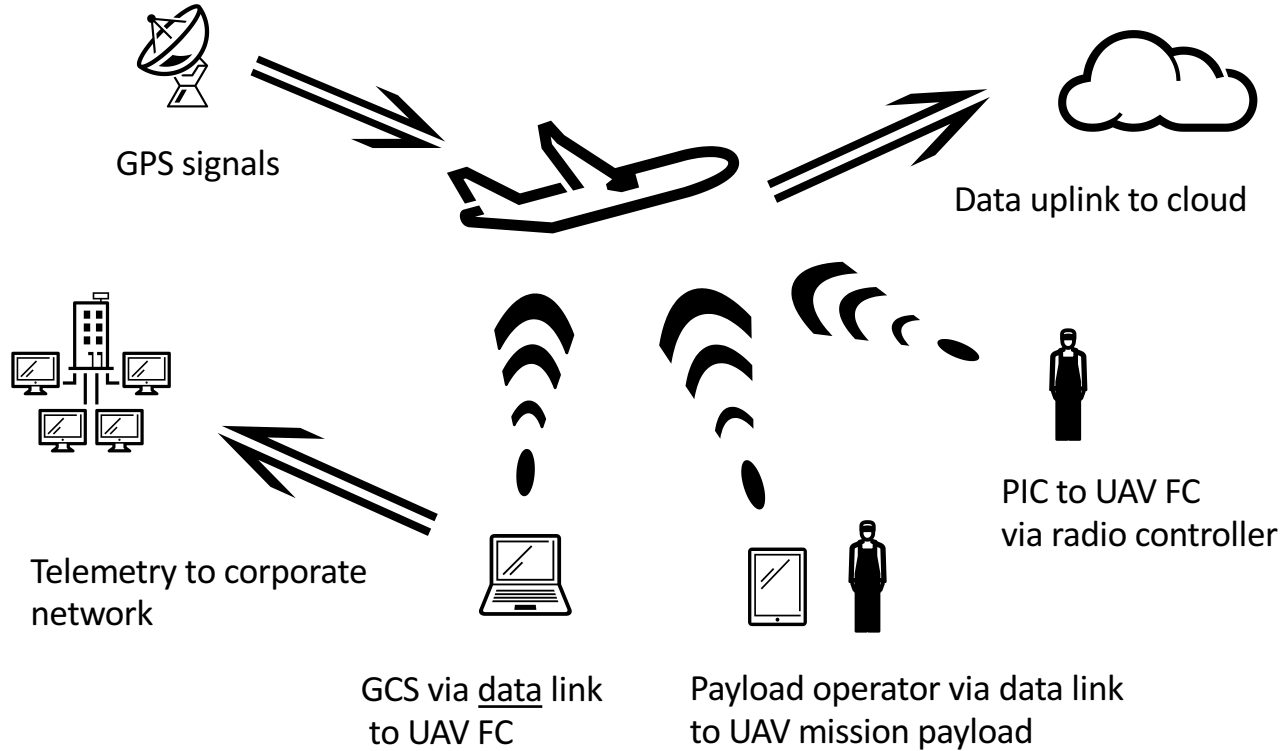 GPS signals
Data uplink to cloud
PIC to UAV FC
via radio controller
Telemetry to corporate
network
GCS via data link
to UAV FC
Payload operator via data link
to UAV mission payload